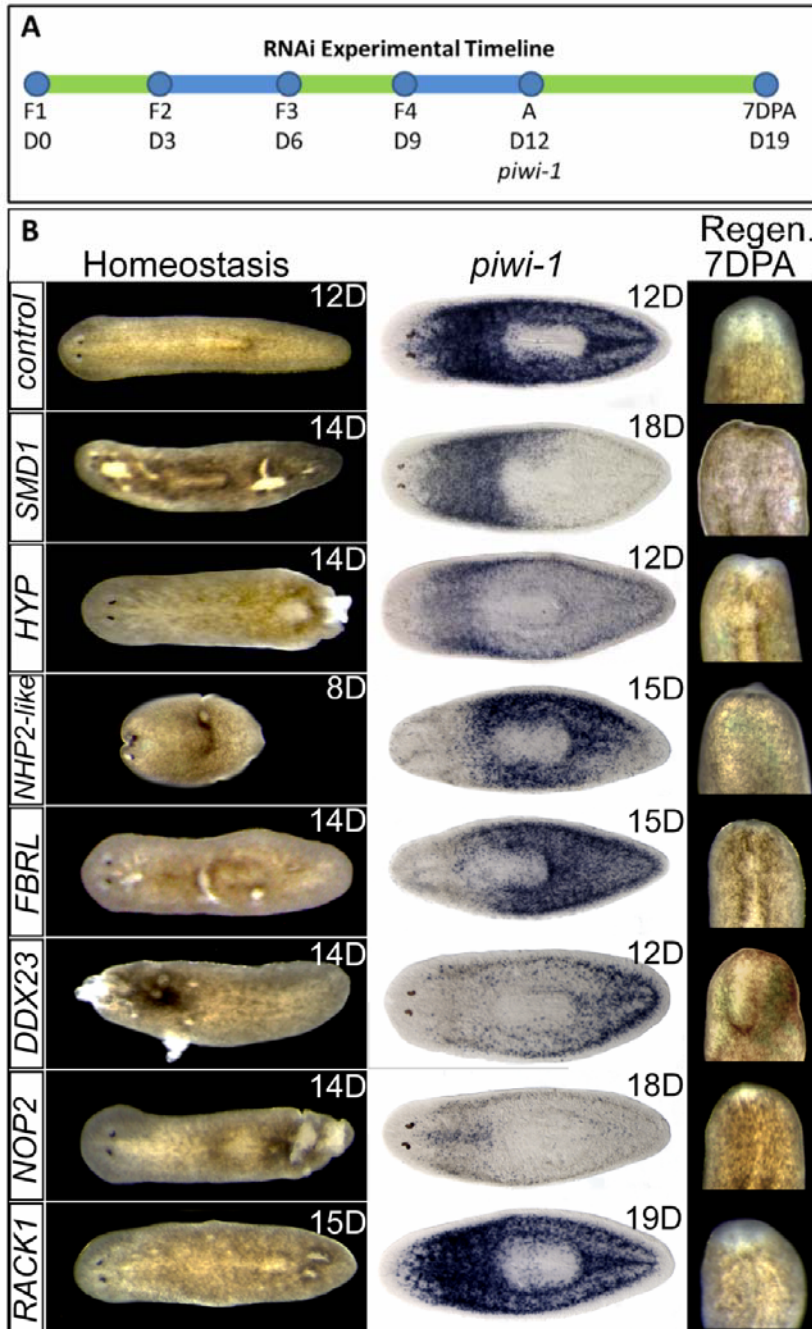 A
RNAi Experimental Timeline
F1 F2 F3 F4 A 7DPA
D0 D3 D6 D9 D12 D19
piwi-1
B
Homeostasis piwi-1 Regen. 7DPA
control 12D 12D
SMD1 14D 18D
HYP 14D 12D
NHP2-like 8D 15D
FBRL 14D 15D
DDX23 14D 12D
NOP2 14D 18D
RACK1 15D 19D